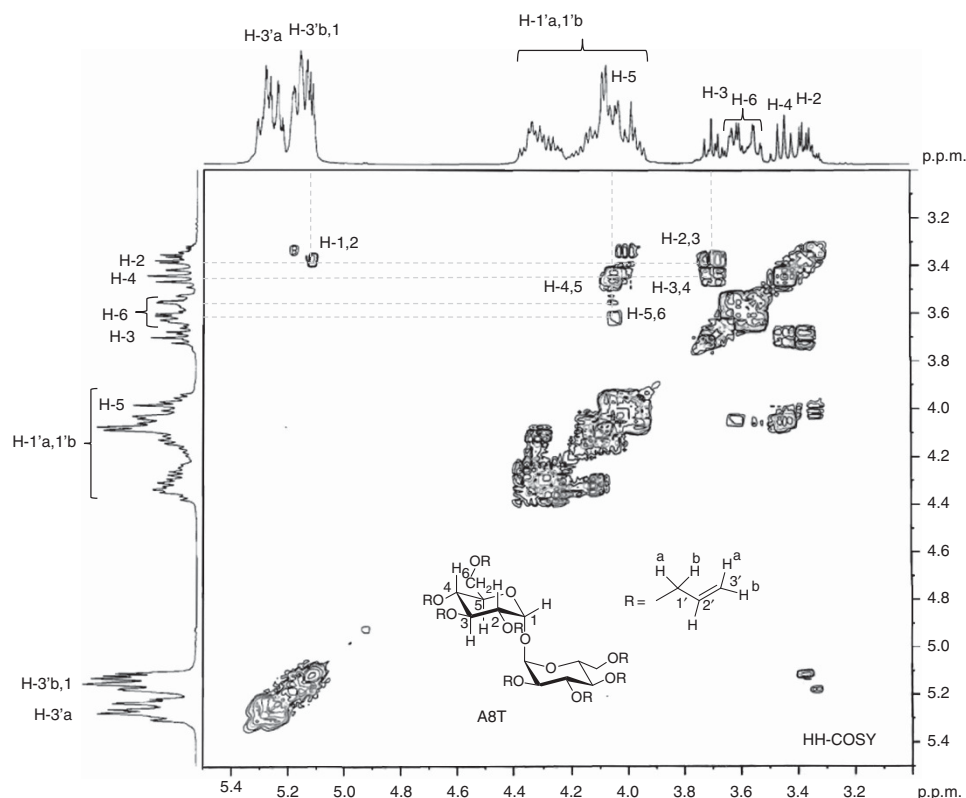 H-1'a,1'b
H-3'a
H-3'b,1
H-5
H-3
H-6
H-4
H-2
p.p.m.
H-1,2
H-2,3
H-4,5
H-3,4
H-5,6
H-2
H-4
H-6
H-3
H-5
H-1'a,1'b
H-3'b,1
H-3'a
3.2
3.4
3.6
3.8
4.0
4.2
4.4
4.6
4.8
5.0
5.2
5.4
OR
H 6 CH2 H
4 O
RO 5 H
RO 2 1
3 H OR
H
O
O OR
RO OR
RO
OR
A8T
a b H a
H H 3'
R= H b
1' 2'
H
HH-COSY
5.4 5.2 5.0 4.8 4.6 4.4 4.2 4.0 3.8 3.6 3.4 3.2 p.p.m.